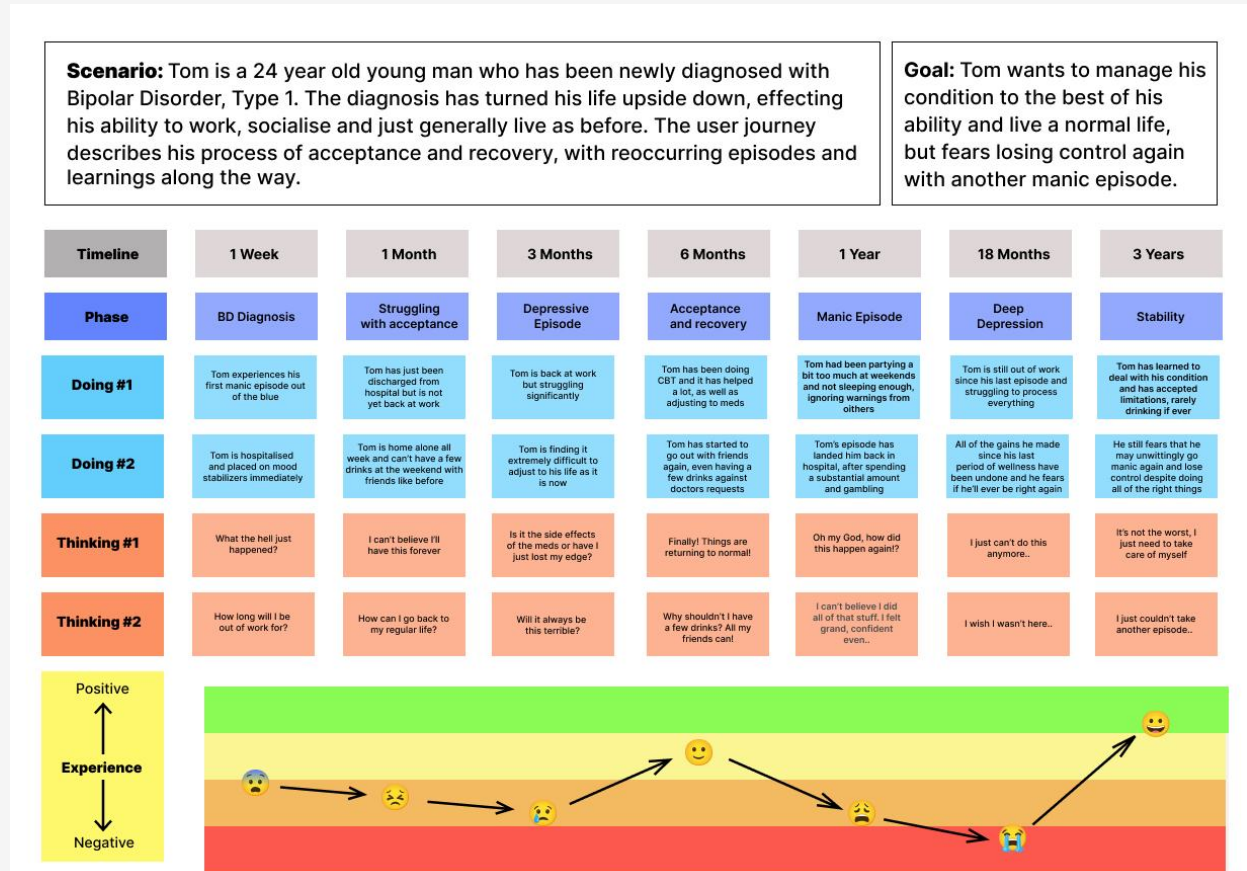 Scenario: Tom is a 24 year old young man who has been newly diagnosed with
Bipolar Disorder, Type 1. The diagnosis has turned his life upside down, effecting
his ability to work, socialise and just generally live as before. The user journey
describes his process of acceptance and recovery, with reoccurring episodes and
learnings along the way.
Goal: Tom wants to manage his
condition to the best of his
ability and live a normal life,
but fears losing control again
with another manic episode.
Timeline
1 Week
1 Month
3 Months
6 Months
1 Year
18 Months
3 Years
Phase
BD Diagnosis
Struggling
with acceptance
Depressive
Episode
Acceptance
and recovery
Manic Episode
Deep
Depression
Stability
Doing #1
Tom experiences his
first manic episode out
of the blue
Tom has just been
discharged from
hospital but is not
yet back at work
Tom is back at work
but struggling
significantly
Tom has been doing
CBT and it has helped
a lot, as well as
adjusting to meds
Tom had been partying a
bit too much at weekends
and not sleeping enough,
ignoring warnings from
oithers
Tom is still out of work
since his last episode and
struggling to process
everything
Tom has learned to
deal with his condition
and has accepted
limitations, rarely
drinking if ever
Doing #2
Tom is hospitalised
and placed on mood
stabilizers immediately
Tom is home alone all
week and can't have a few
drinks at the weekend with
friends like before
Tom is finding it
extremely difficult to
adjust to his life as it
is now
Tom has started to
go out with friends
again, even having a
few drinks against
doctors requests
Tom's episode has
landed him back in
hospital, after spending
a substantial amount
and gambling
All of the gains he made
since his last
period of wellness have
been undone and he fears
if he'll ever be right again
He still fears that he
may unwittingly go
manic again and lose
control despite doing
all of the right things
Thinking #1
What the hell just
happened?
I can't believe I'll
have this forever
Is it the side effects
of the meds or have I
just lost my edge?
Finally! Things are
returning to normal!
Oh my God, how did
this happen again!?
I just can't do this
anymore..
It's not the worst, I
just need to take
care of myself
Thinking #2
How long will I be
out of work for?
How can I go back to
my regular life?
Will it always be
this terrible?
Why shouldn't I have
a few drinks? All my
friends can!
I can't believe I did
all of that stuff. I felt
grand, confident
even..
I wish I wasn't here..
I just couldn't take
another episode..
Positive
Experience
Negative